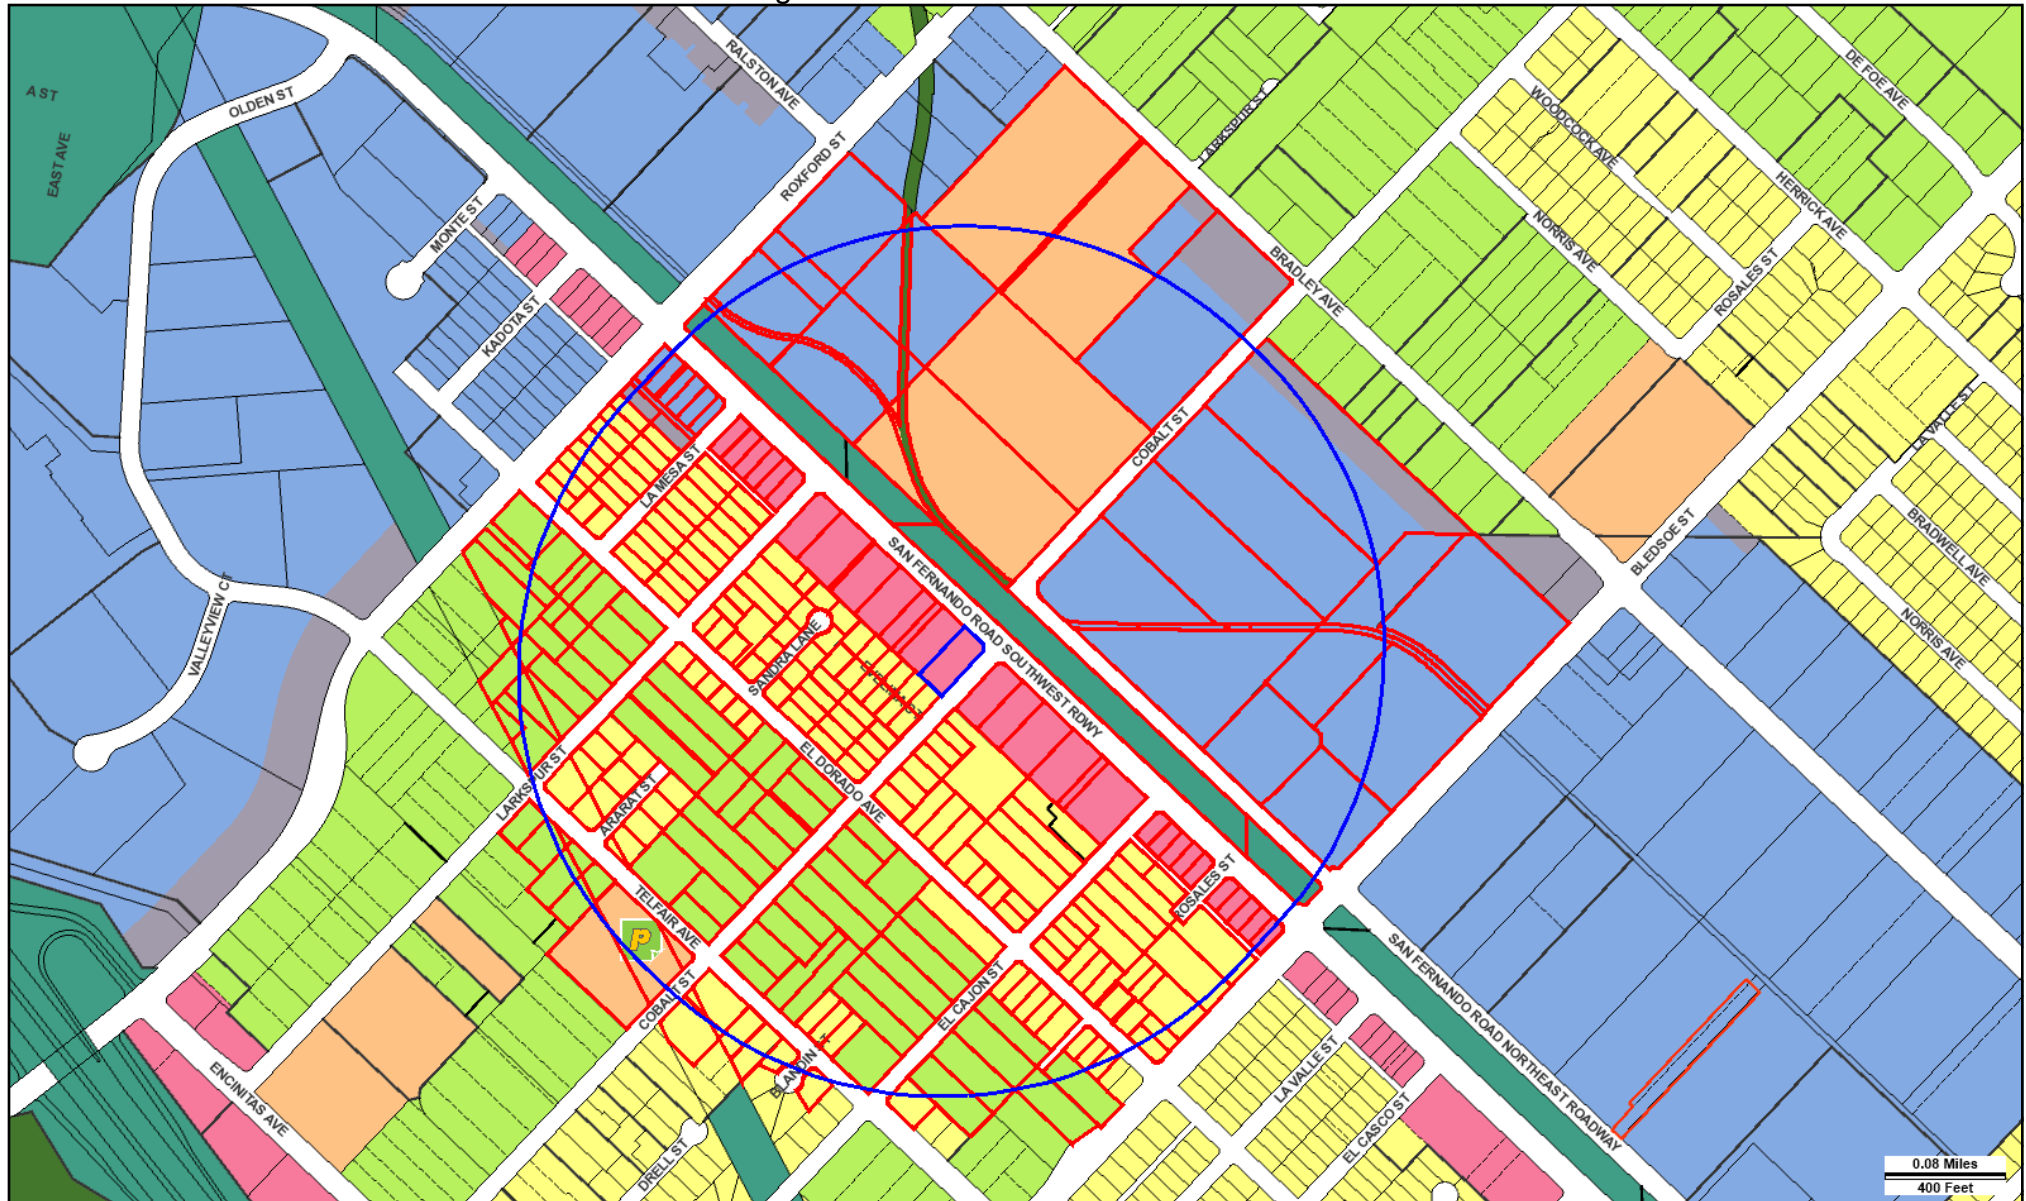 RALSTON AVE
DE FOE AVE
A ST
OLDEN ST
WOODCOCK AVE
LARKSPUR ST
EAST AVE
ROXFORD ST
HERRICK AVE
MONTE ST
NORRIS AVE
ROSALES ST
BRADLEY AVE
KADOTA ST
LA VALLE ST
COBALT ST
LA MESA ST
BLEDSOE ST
BRADWELL AVE
SAN FERNANDO ROAD SOUTHWEST RDWY
VALLEYVIEW CT
NORRIS AVE
SANDRA LANE
LARKSPUR ST
EL DORADO AVE
ARARAT ST
ROSALES ST
TELFAIR AVE
P
COBALT ST
EL CAJON ST
SAN FERNANDO ROAD NORTHEAST ROADWAY
BLANDIN ST
LA VALLE ST
ENCINITAS AVE
EL CASCO ST
DRELL ST
0.08 Miles
400 Feet